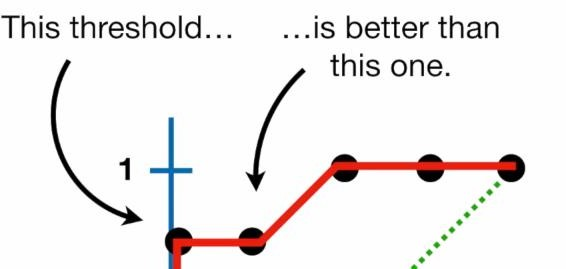 This threshold…
…is better than
this one.
1